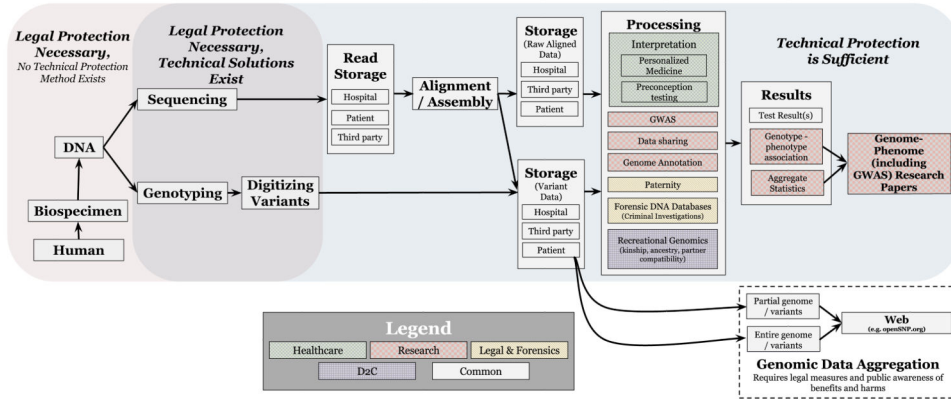 Legal Protection
Necessary,
No Technical Protection
Method Exists
Legal Protection
Necessary,
Technical Solutions
Exist
Technical Protection
is Sufficient
Human
Biospecimen
DNA
Sequencing
Genotyping
Digitizing
Variants
Read
Storage
Hospital
Patient
Third party
Alignment
/ Assembly
Storage
(Raw Aligned
Data)
Hospital
Third party
Patient
Storage
(Variant Data)
Hospital
Third party
Patient
Processing
Interpretation
Personalized
Medicine
Preconception
testing
GWAS
Data sharing
Genome Annotation
Paternity
Forensic DNA Databases
(Criminal Investigations)
Recreational Genomics
(kinship, ancestry, partner
compatibility)
Results
Test Result(s)
Genotype -
phenotype
association
Aggregate
Statistics
Genome-
Phenome
(including
GWAS) Research
Papers
Partial genome
/ variants
Entire genome
/ variants
Web
(e.g. openSNP.org)
Genomic Data Aggregation
Requires legal measures and public awareness of
benefits and harms
Legend
Healthcare
Research
Legal & Forensics
D2C
Common